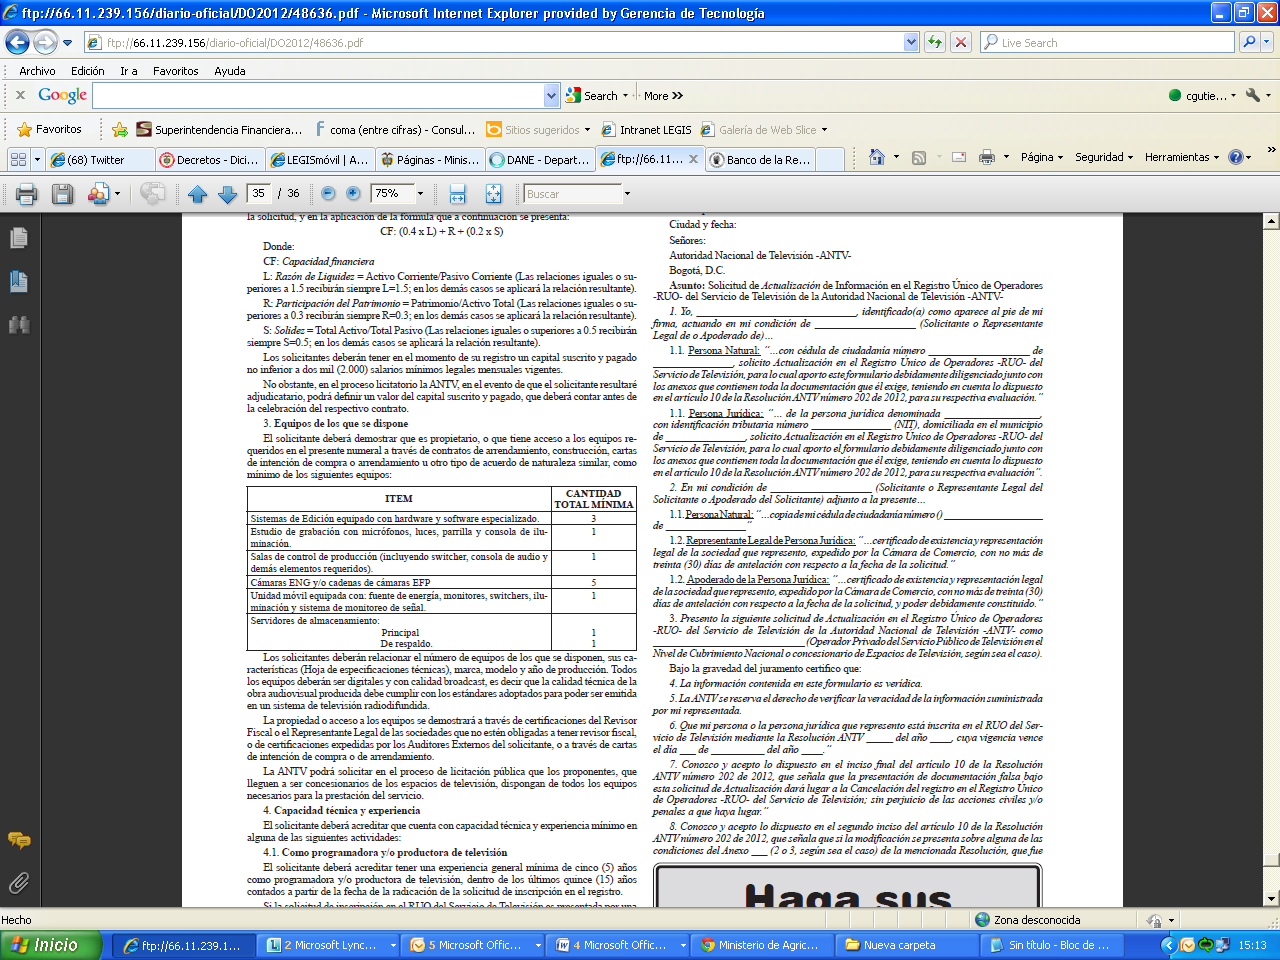 ftp://66.11.239.156/diario-oficial/DO2012/48636.pdf - Microsoft Internet Explorer provided by Gerencia de Tecnología
ftp://66.11.239.156/diario-oficial/DO2012/48636.pdf
Live Search
Archivo Edición Ir a Favoritos Ayuda
x Google Search More >> cgutie...
Favoritos Superintendencia Financiera... coma (entre cifras) - Consul... Sitios sugeridos Intranet LEGIS Galería de Web Slice
(68) Twitter Decretos - Dici... LEGISmóvil | A... Páginas - Minis... DANE - Depart... ftp://66.11.... Banco de la Re... Página Seguridad Herramientas
35 / 36 75% Buscar
la solicitud, y en la aplicación de la fórmula que a continuación se presenta:
CF: (0.4 x L) + R + (0.2 x S)
Donde:
CF: Capacidad financiera
L: Razón de Liquidez = Activo Corriente/Pasivo Corriente (Las relaciones iguales o su-
periores a 1.5 recibirán siempre L=1.5; en los demás casos se aplicará la relación resultante).
R: Participación del Patrimonio = Patrimonio/Activo Total (Las relaciones iguales o su-
periores a 0.3 recibirán siempre R=0.3; en los demás casos se aplicará la relación resultante).
S: Solidez = Total Activo/Total Pasivo (Las relaciones iguales o superiores a 0.5 recibirán
siempre S=0.5; en los demás casos se aplicará la relación resultante).
Los solicitantes deberán tener en el momento de su registro un capital suscrito y pagado
no inferior a dos mil (2.000) salarios mínimos legales mensuales vigentes.
No obstante, en el proceso licitatorio la ANTV, en el evento de que el solicitante resultaré
adjudicatario, podrá definir un valor del capital suscrito y pagado, que deberá contar antes de
la celebración del respectivo contrato.
3. Equipos de los que se dispone
El solicitante deberá demostrar que es propietario, o que tiene acceso a los equipos re-
queridos en el presente numeral a través de contratos de arrendamiento, construcción, cartas
de intención de compra o arrendamiento u otro tipo de acuerdo de naturaleza similar, como
mínimo de los siguientes equipos:
ITEM CANTIDAD TOTAL MÍNIMA
Sistemas de Edición equipado con hardware y software especializado. 3
Estudio de grabación con micrófonos, luces, parrilla y consola de ilu- 1
minación.
Salas de control de producción (incluyendo switcher, consola de audio y 1
demás elementos requeridos).
Cámaras ENG y/o cadenas de cámaras EFP 5
Unidad móvil equipada con: fuente de energía, monitores, switchers, ilu- 1
minación y sistema de monitoreo de señal.
Servidores de almacenamiento:
Principal 1
De respaldo. 1
Los solicitantes deberán relacionar el número de equipos de los que se disponen, sus ca-
racterísticas (Hoja de especificaciones técnicas), marca, modelo y año de producción. Todos
los equipos deberán ser digitales y con calidad broadcast, es decir que la calidad técnica de la
obra audiovisual producida debe cumplir con los estándares adoptados para poder ser emitida
en un sistema de televisión radiodifundida.
La propiedad o acceso a los equipos se demostrará a través de certificaciones del Revisor
Fiscal o el Representante Legal de las sociedades que no estén obligadas a tener revisor fiscal,
o de certificaciones expedidas por los Auditores Externos del solicitante, o a través de cartas
de intención de compra o de arrendamiento.
La ANTV podrá solicitar en el proceso de licitación pública que los proponentes, que
lleguen a ser concesionarios de los espacios de televisión, dispongan de todos los equipos
necesarios para la prestación del servicio.
4. Capacidad técnica y experiencia
El solicitante deberá acreditar que cuenta con capacidad técnica y experiencia mínimo en
alguna de las siguientes actividades:
4.1. Como programadora y/o productora de televisión
El solicitante deberá acreditar tener una experiencia general mínima de cinco (5) años
como programadora y/o productora de televisión, dentro de los últimos quince (15) años
contados a partir de la fecha de la radicación de la solicitud de inscripción en el registro.
Si la solicitud de inscripción en el RUO del Servicio de Televisión es presentada por una
Ciudad y fecha:
Señores:
Autoridad Nacional de Televisión -ANTV-
Bogotá, D.C.
Asunto: Solicitud de Actualización de Información en el Registro Único de Operadores
-RUO- del Servicio de Televisión de la Autoridad Nacional de Televisión -ANTV-
1. Yo, ____________, identificado(a) como aparece al pie de mi
firma, actuando en mi condición de ____________ (Solicitante o Representante
Legal de o Apoderado de)…
1.1. Persona Natural: “…con cédula de ciudadanía número ____________ de
____________, solicito Actualización en el Registro Único de Operadores -RUO- del
Servicio de Televisión, para lo cual aporto este formulario debidamente diligenciado junto con
los anexos que contienen toda la documentación que él exige, teniendo en cuenta lo dispuesto
en el artículo 10 de la Resolución ANTV número 202 de 2012, para su respectiva evaluación.”
1.1. Persona Jurídica: “… de la persona jurídica denominada ____________,
con identificación tributaria número ____________ (NIT), domiciliada en el municipio
de ____________, solicito Actualización en el Registro Único de Operadores -RUO- del
Servicio de Televisión, para lo cual aporto el formulario debidamente diligenciado junto con
los anexos que contienen toda la documentación que él exige, teniendo en cuenta lo dispuesto
en el artículo 10 de la Resolución ANTV número 202 de 2012, para su respectiva evaluación“.
2. En mi condición de ____________ (Solicitante o Representante Legal del
Solicitante o Apoderado del Solicitante) adjunto a la presente…
1.1. Persona Natural: “…copia de mi cédula de ciudadanía número () ____________
de ____________”
1.2. Representante Legal de Persona Jurídica: “…certificado de existencia y representación
legal de la sociedad que represento, expedido por la Cámara de Comercio, con no más de
treinta (30) días de antelación con respecto a la fecha de la solicitud.”
1.2. Apoderado de la Persona Jurídica: “…certificado de existencia y representación legal
de la sociedad que represento, expedido por la Cámara de Comercio, con no más de treinta (30)
días de antelación con respecto a la fecha de la solicitud, y poder debidamente constituido.”
3. Presento la siguiente solicitud de Actualización en el Registro Único de Operadores
-RUO- del Servicio de Televisión de la Autoridad Nacional de Televisión -ANTV- como
____________ (Operador Privado del Servicio Público de Televisión en el
Nivel de Cubrimiento Nacional o concesionario de Espacios de Televisión, según sea el caso).
Bajo la gravedad del juramento certifico que:
4. La información contenida en este formulario es verídica.
5. La ANTV se reserva el derecho de verificar la veracidad de la información suministrada
por mi representada.
6. Que mi persona o la persona jurídica que represento está inscrita en el RUO del Ser-
vicio de Televisión mediante la Resolución ANTV _____ del año ____, cuya vigencia vence
el día ___ de __________ del año ____.”
7. Conozco y acepto lo dispuesto en el inciso final del artículo 10 de la Resolución
ANTV número 202 de 2012, que señala que la presentación de documentación falsa bajo
esta solicitud de Actualización dará lugar a la Cancelación del registro en el Registro Único
de Operadores -RUO- del Servicio de Televisión; sin perjuicio de las acciones civiles y/o
penales a que haya lugar.”
8. Conozco y acepto lo dispuesto en el segundo inciso del artículo 10 de la Resolución
ANTV número 202 de 2012, que señala que si la modificación se presenta sobre alguna de las
condiciones del Anexo ___ (2 o 3, según sea el caso) de la mencionada Resolución, que fue
Haga sus
Hecho Zona desconocida
Inicio ftp://66.11.239.1... 2 Microsoft Lync... 5 Microsoft Offic... 4 Microsoft Offic... Ministerio de Agric... Nueva carpeta Sin título - Bloc de ... 15:13